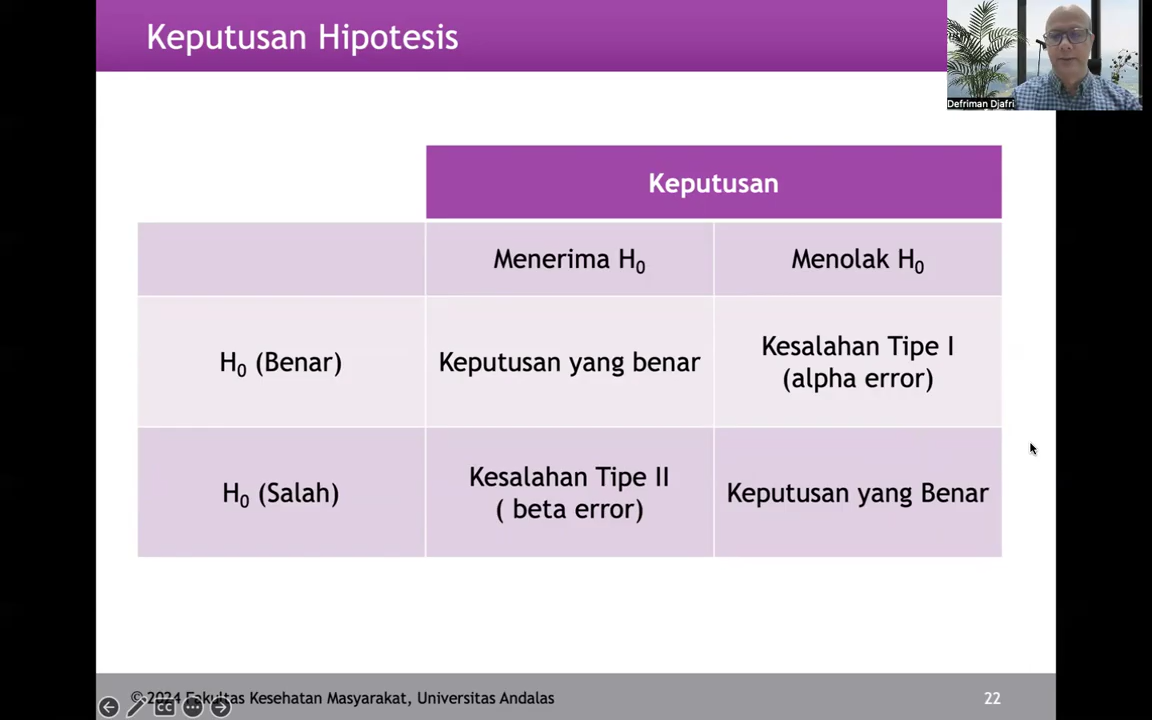 Keputusan Hipotesis
Defriman Djafri
Keputusan
Menerima H₀
Menolak H₀
H₀ (Benar)
Keputusan yang benar
Kesalahan Tipe I
(alpha error)
H₀ (Salah)
Kesalahan Tipe II
( beta error)
Keputusan yang Benar
©2024 Fakultas Kesehatan Masyarakat, Universitas Andalas
22
CC